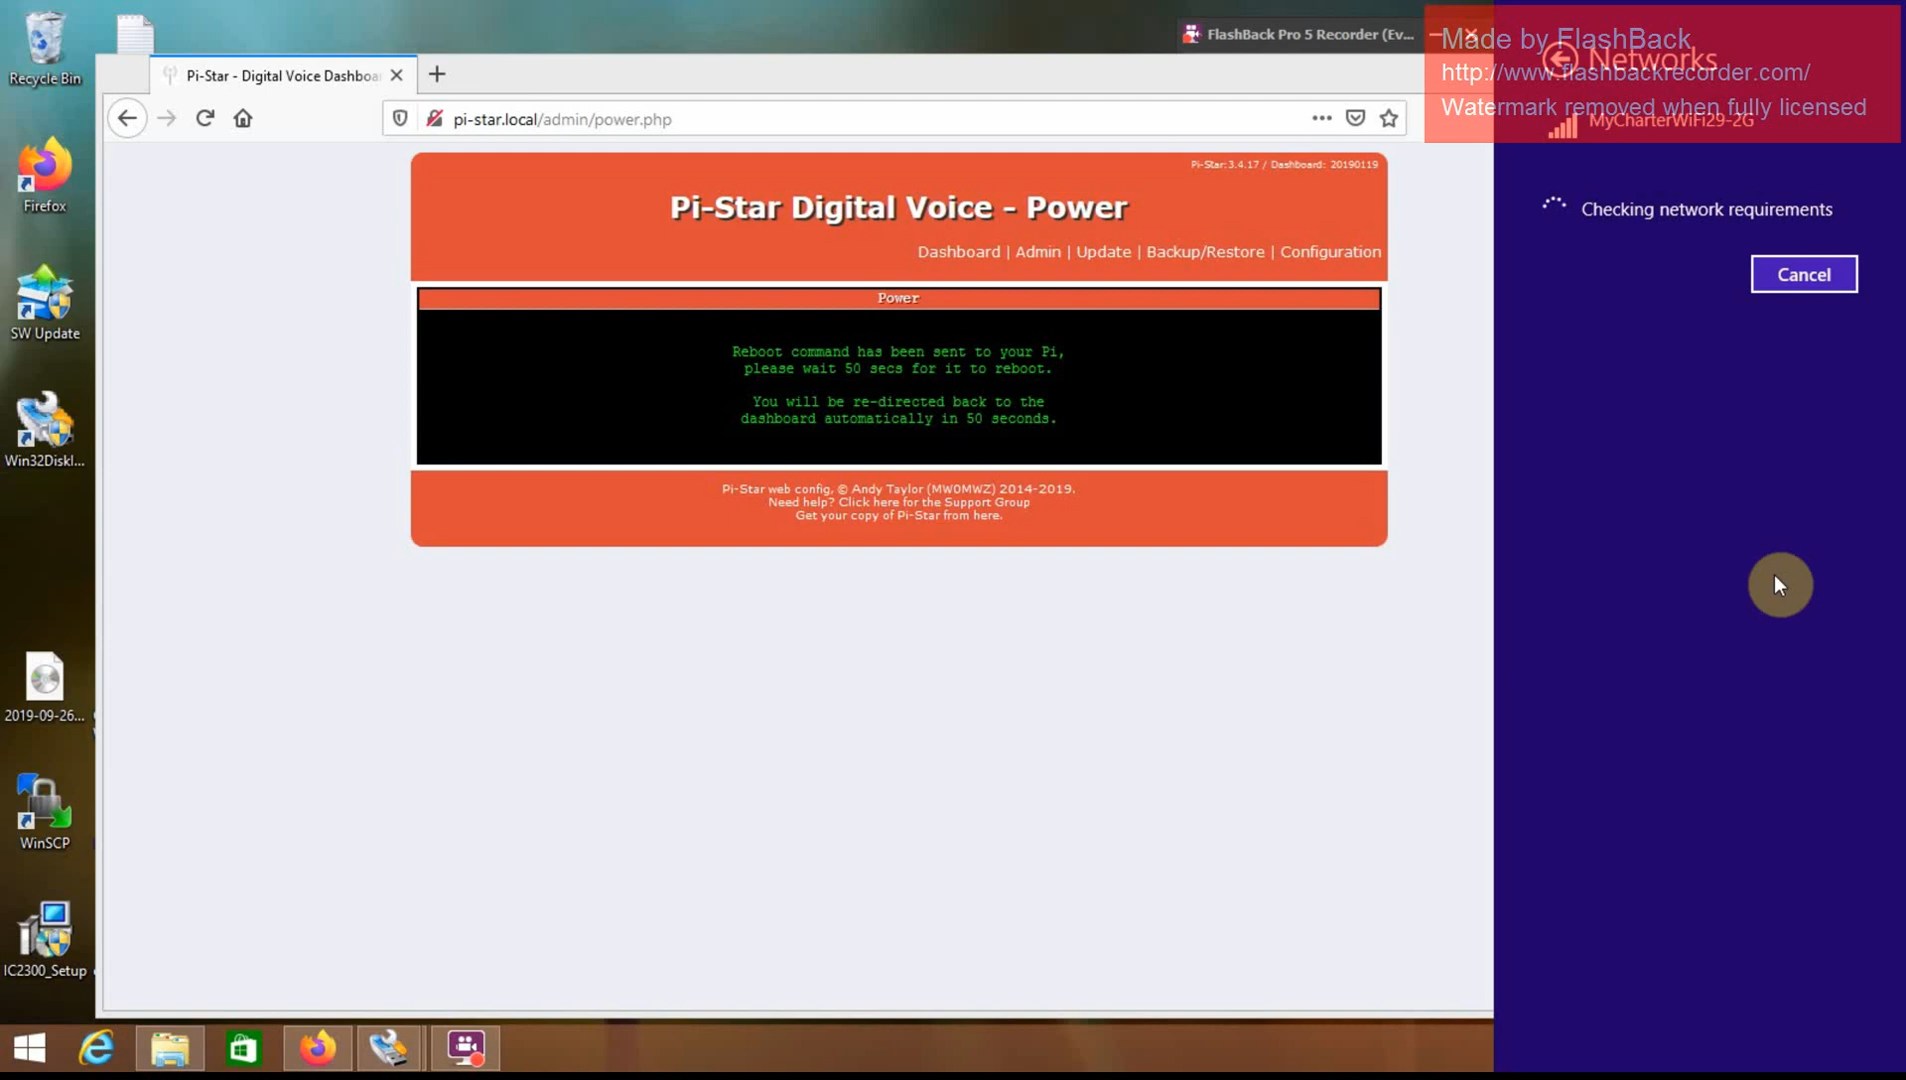 Recycle Bin
Firefox
SW Update
Win32DiskI...
2019-09-26...
WinSCP
IC2300_Setup
Pi-Star - Digital Voice Dashboar
pi-star.local/admin/power.php
FlashBack Pro 5 Recorder (Ev...
Made by FlashBack
http://www.flashbackrecorder.com/
Watermark removed when fully licensed
Pi-Star:3.4.17 / Dashboard: 20190119
Pi-Star Digital Voice - Power
Dashboard | Admin | Update | Backup/Restore | Configuration
Power
Reboot command has been sent to your Pi,
please wait 50 secs for it to reboot.
You will be re-directed back to the
dashboard automatically in 50 seconds.
Pi-Star web config, © Andy Taylor (MW0MWZ) 2014-2019.
Need help? Click here for the Support Group
Get your copy of Pi-Star from here.
Networks
MyCharterWiFi29-2G
Checking network requirements
Cancel